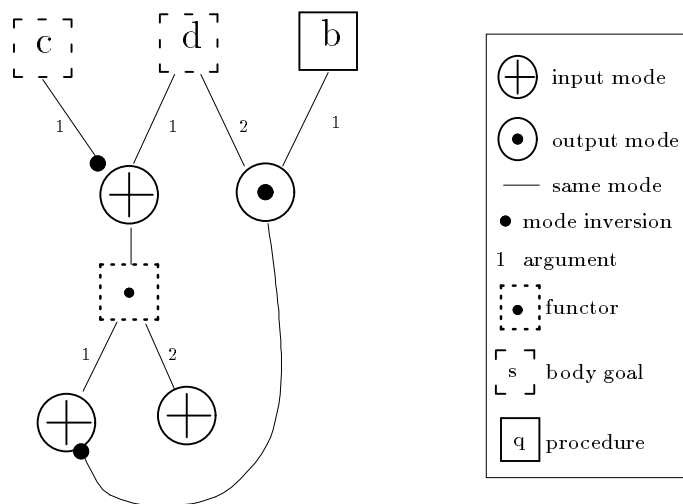 c d b
1 1 2 1
1 2
input mode
output mode
same mode
mode inversion
1 argument
functor
s body goal
q procedure